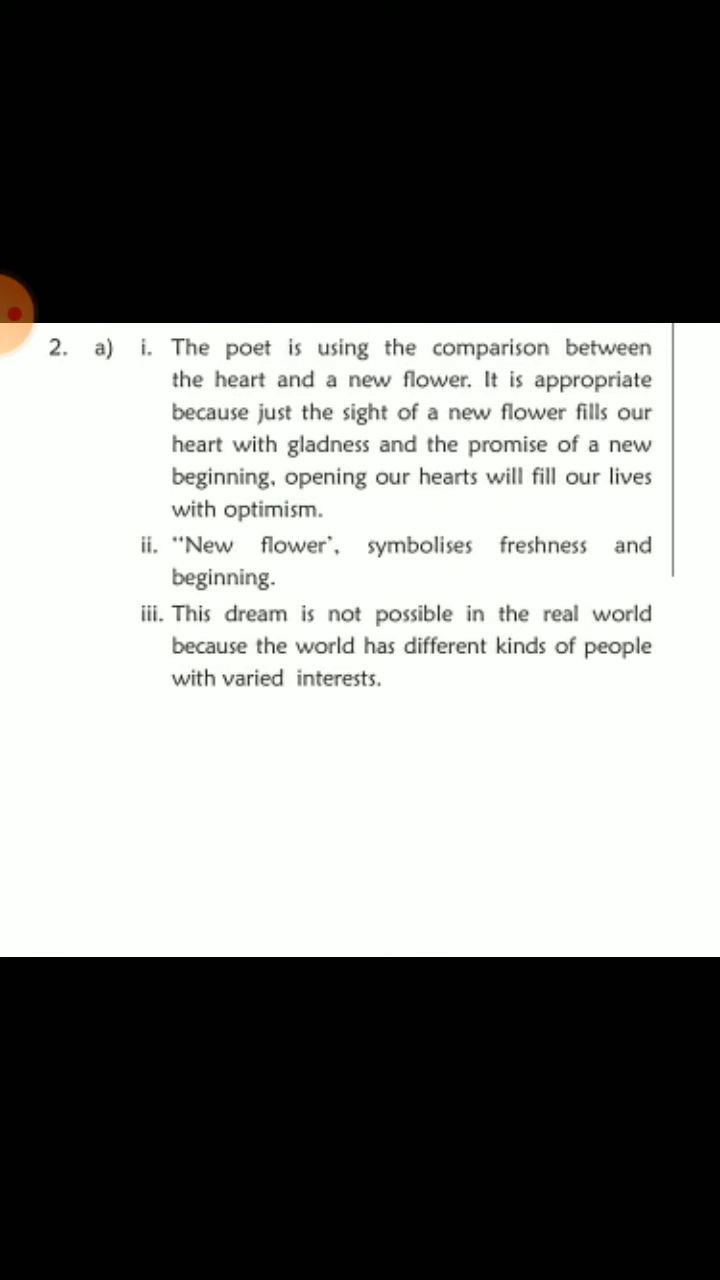 2. a) i. The poet is using the comparison between
the heart and a new flower. It is appropriate
because just the sight of a new flower fills our
heart with gladness and the promise of a new
beginning, opening our hearts will fill our lives
with optimism.
ii. “New flower’, symbolises freshness and
beginning.
iii. This dream is not possible in the real world
because the world has different kinds of people
with varied interests.